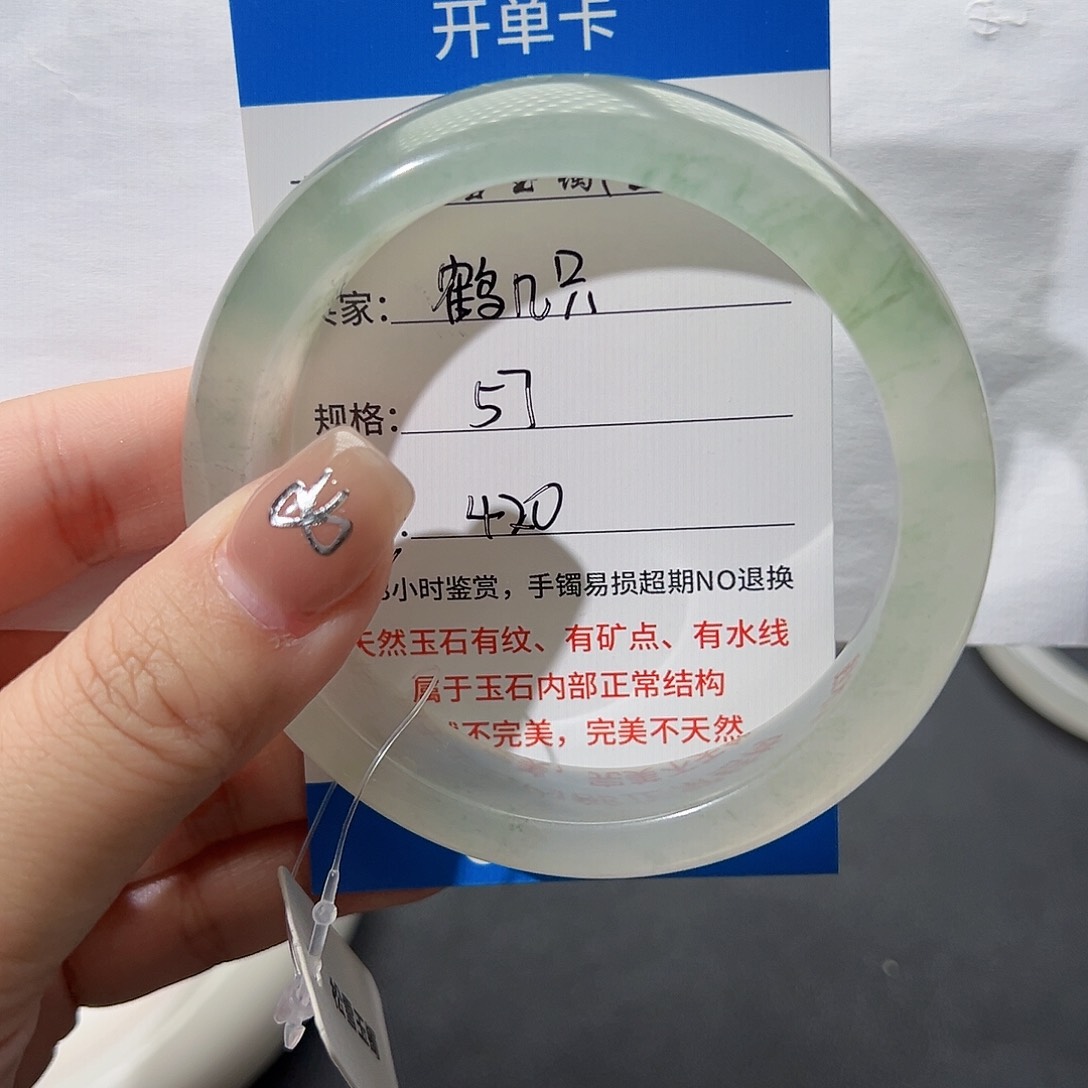 开单卡
家: 鹤几只
规格: 57
420
小时鉴赏，手镯易损超期NO退换
天然玉石有纹、有矿点、有水线
属于玉石内部正常结构
不完美，完美不天然